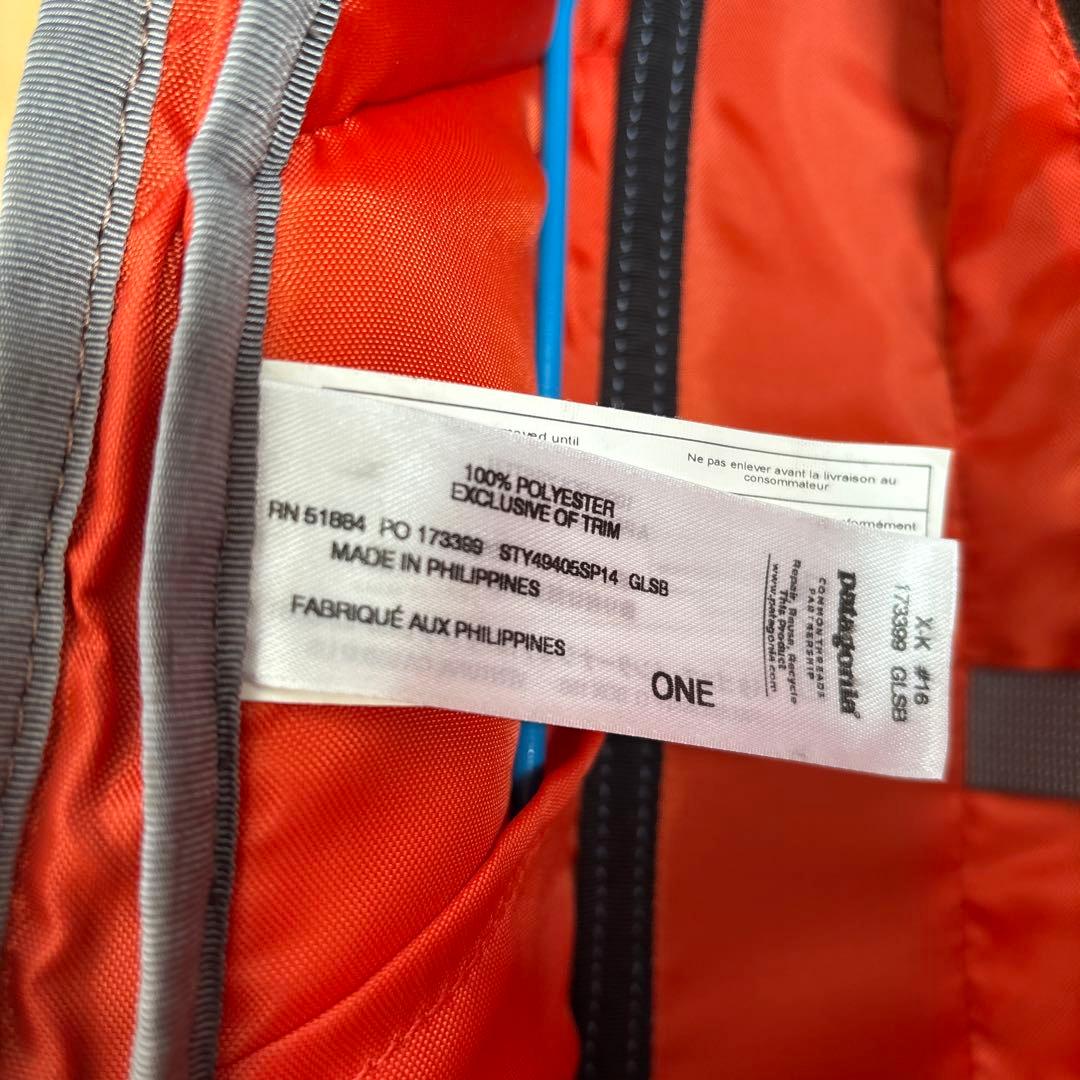 oved until
Ne pas enlever avant la livraison au
consommateur
100% POLYESTER
EXCLUSIVE OF TRIM
RN 51884 PO 173399 STY49405SP14 GLSB
MADE IN PHILIPPINES
FABRIQUÉ AUX PHILIPPINES
ONE
XK #16
173399 GLSB
patagonia
COMMON THREADS
PARTNERSHIP
Repair, Reuse, Recycle
This Product
www.patagonia.com